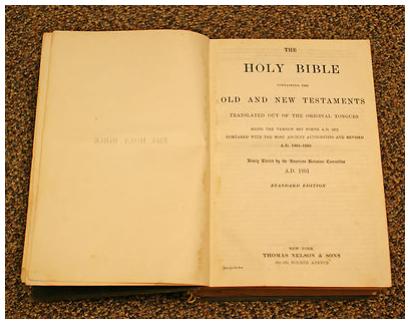 THE
HOLY BIBLE
CONTAINING THE
OLD AND NEW TESTAMENTS
TRANSLATED OUT OF THE ORIGINAL TONGUES
BEING THE VERSION SET FORTH A.D. 1611
COMPARED WITH THE MOST ANCIENT AUTHORITIES AND REVISED
A.D. 1881-1885
Newly Edited by the American Revision Committee
A.D. 1901
STANDARD EDITION
NEW YORK
THOMAS NELSON & SONS
FOURTH AVENUE